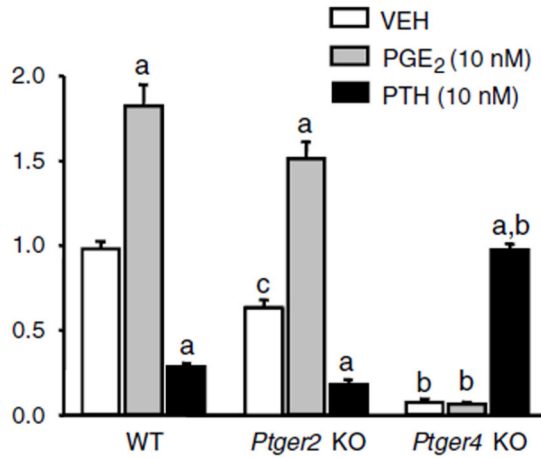 VEH
PGE₂ (10 nM)
PTH (10 nM)
2.0
1.5
1.0
0.5
0.0
a
a
a
c
a
b
b
a,b
WT
Ptger2 KO
Ptger4 KO